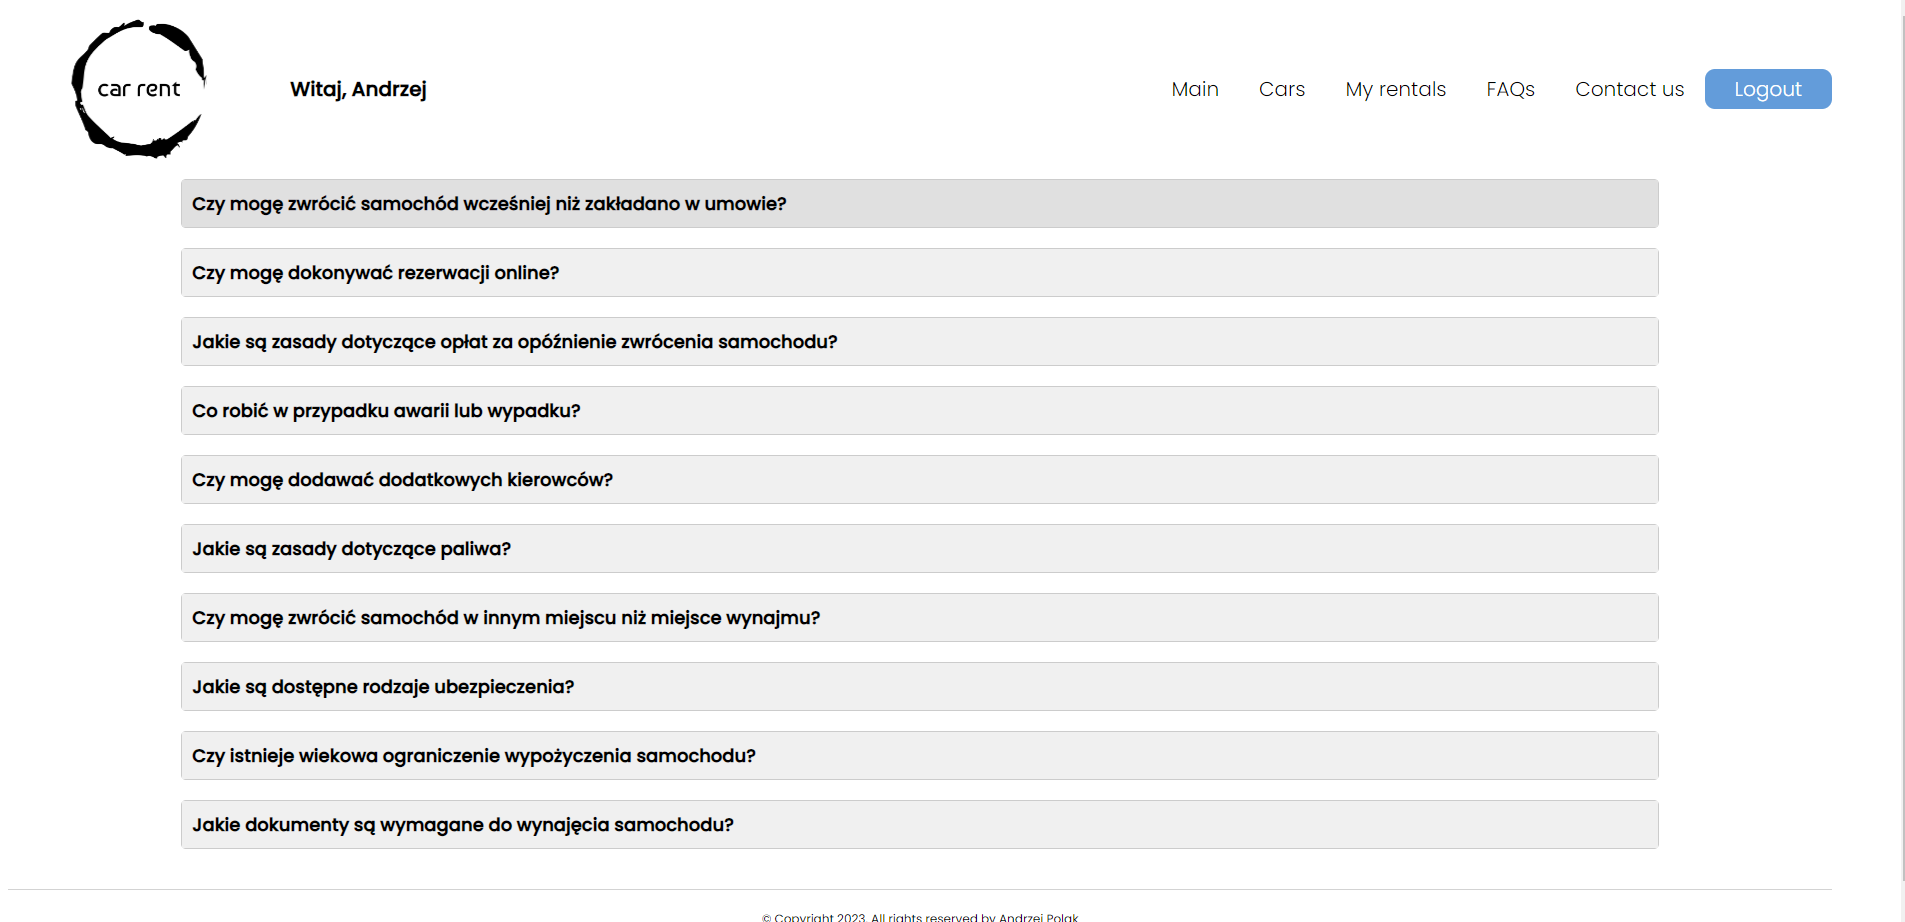 car rent
Witaj, Andrzej
Main
Cars
My rentals
FAQs
Contact us
Logout
Czy mogę zwrócić samochód wcześniej niż zakładano w umowie?
Czy mogę dokonywać rezerwacji online?
Jakie są zasady dotyczące opłat za opóźnienie zwrócenia samochodu?
Co robić w przypadku awarii lub wypadku?
Czy mogę dodawać dodatkowych kierowców?
Jakie są zasady dotyczące paliwa?
Czy mogę zwrócić samochód w innym miejscu niż miejsce wynajmu?
Jakie są dostępne rodzaje ubezpieczenia?
Czy istnieje wiekowa ograniczenie wypożyczenia samochodu?
Jakie dokumenty są wymagane do wynajęcia samochodu?
© Copyright 2023. All rights reserved by Andrzej Polak